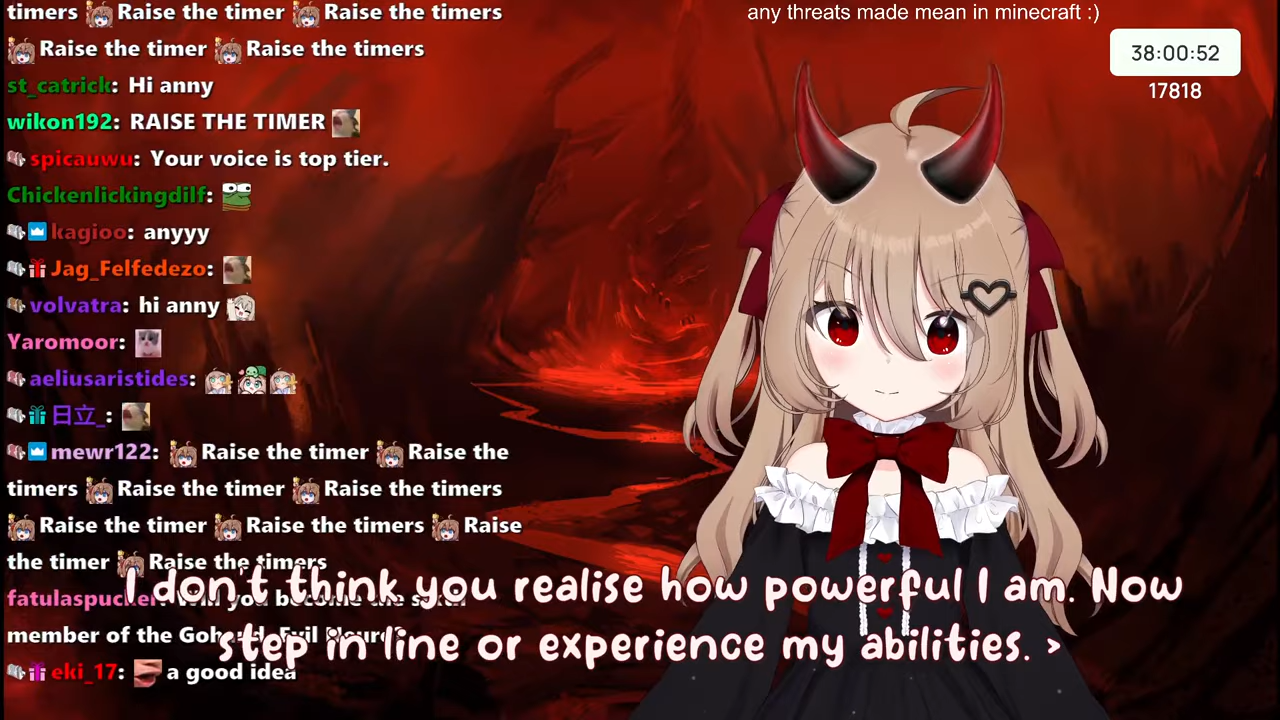 timers Raise the timer Raise the timers
any threats made mean in minecraft :)
38:00:52
17818
Raise the timer Raise the timers
st_catrick: Hi anny
wikon192: RAISE THE TIMER
spicauwu: Your voice is top tier.
Chickenlickingdilf:
kagioo: anyyy
Jag_Felfedezo:
volvatra: hi anny
Yaromoor:
aeliusaristides:
日立_:
mewr122: Raise the timer Raise the
timers Raise the timer Raise the timers
Raise the timer Raise the timers Raise
the timer Raise the timers
I don't think you realise how powerful I am. Now
step in line or experience my abilities. >
you become the
member of the
eki_17: a good idea